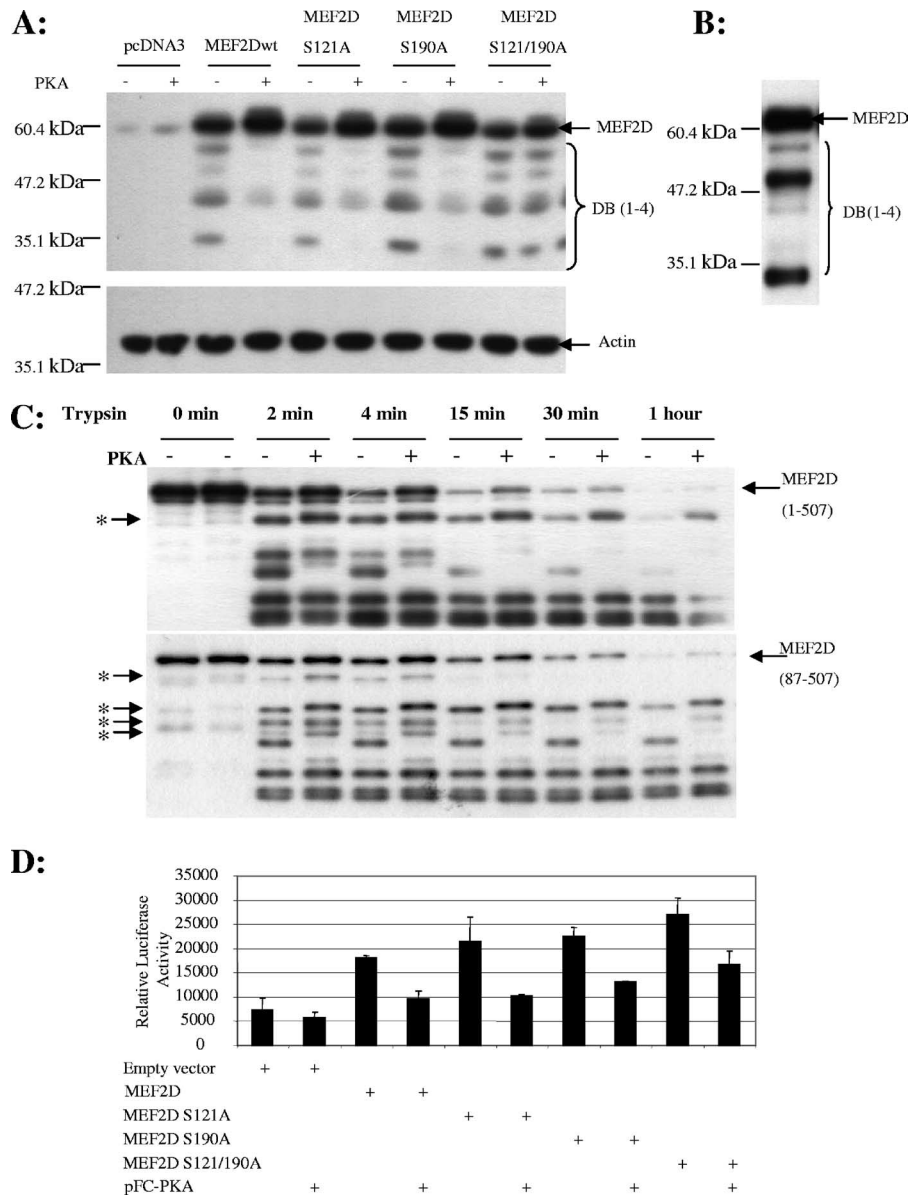 A:
pcDNA3
MEF2Dwt
MEF2D
S121A
MEF2D
S190A
MEF2D
S121/190A
PKA
- + - + - + - + - +
60.4 kDa
47.2 kDa
35.1 kDa
MEF2D
DB (1-4)
47.2 kDa
35.1 kDa
Actin
B:
60.4 kDa
47.2 kDa
35.1 kDa
MEF2D
DB(1-4)
C:
Trypsin 0 min 2 min 4 min 15 min 30 min 1 hour
PKA - - - + - + - + - + - +
*
MEF2D
(1-507)
*
*
*
*
MEF2D
(87-507)
D:
Relative Luciferase
Activity
35000
30000
25000
20000
15000
10000
5000
0
Empty vector + +
MEF2D + +
MEF2D S121A + +
MEF2D S190A + +
MEF2D S121/190A + +
pFC-PKA + + + + +